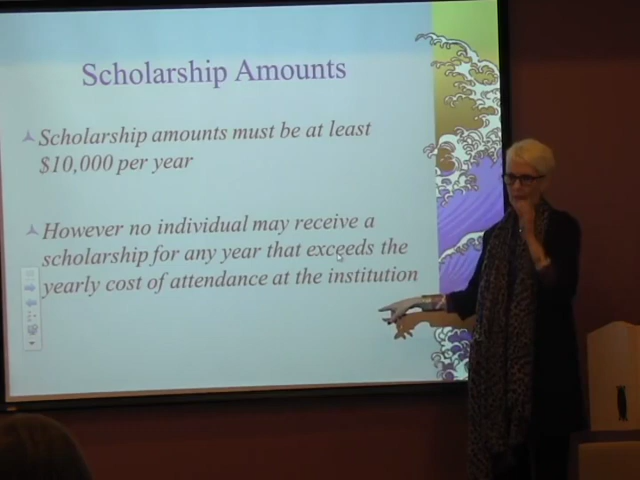 Scholarship Amounts
Scholarship amounts must be at least
$10,000 per year
However no individual may receive a
scholarship for any year that exceeds the
yearly cost of attendance at the institution